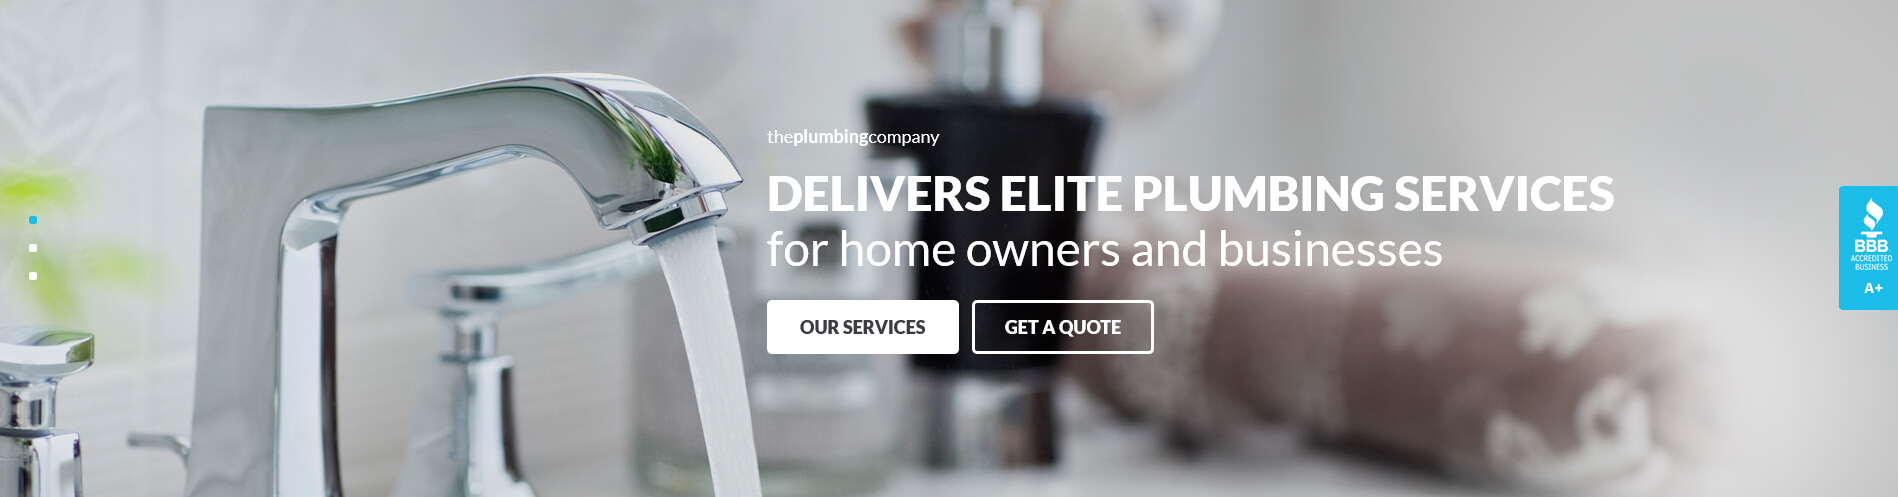 theplumbingcompany
DELIVERS ELITE PLUMBING SERVICES
for home owners and businesses
OUR SERVICES
GET A QUOTE
BBB
ACCREDITED
BUSINESS
A+